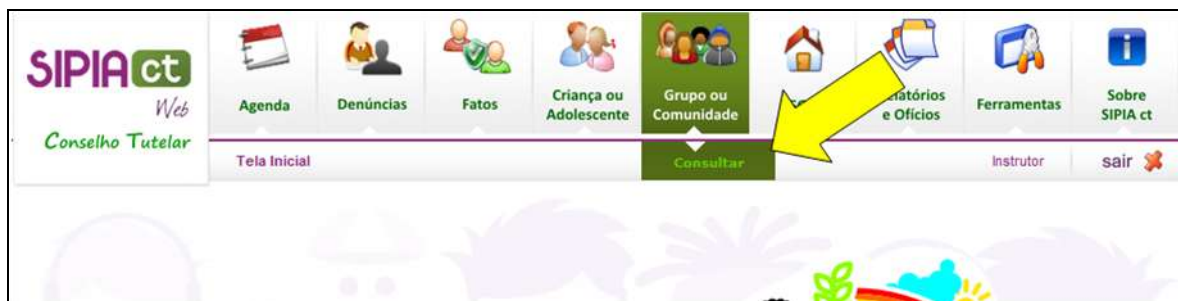 SIPIA ct
Web
Conselho Tutelar
Agenda
Denúncias
Fatos
Criança ou
Adolescente
Grupo ou
Comunidade
e Ofícios
Ferramentas
Sobre
SIPIA ct
Tela Inicial
Consultar
Instrutor
sair